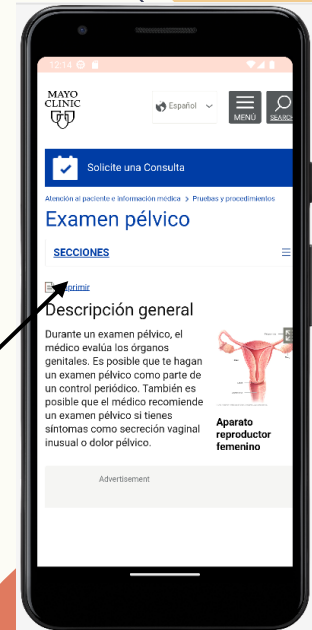 12:14
MAYO
CLINIC
Español
MENÚ
SEARCH
Solicite una Consulta
Atención al paciente e Información médica > Pruebas y procedimientos
Examen pélvico
SECCIONES
Descripción general
Durante un examen pélvico, el
médico evalúa los órganos
genitales. Es posible que te hagan
un examen pélvico como parte de
un control periódico. También es
posible que el médico recomiende
un examen pélvico si tienes
síntomas como secreción vaginal
inusual o dolor pélvico.
Aparato
reproductor
femenino
Advertisement